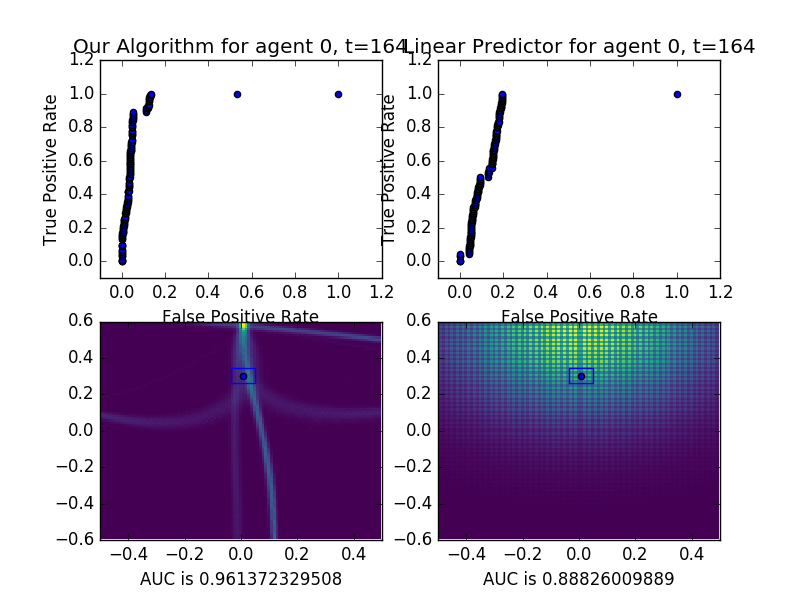 Our Algorithm for agent 0, t=164
Linear Predictor for agent 0, t=164
1.2
1.0
0.8
0.6
0.4
0.2
0.0
True Positive Rate
0.0 0.2 0.4 0.6 0.8 1.0 1.2
False Positive Rate
1.2
1.0
0.8
0.6
0.4
0.2
0.0
True Positive Rate
0.0 0.2 0.4 0.6 0.8 1.0 1.2
False Positive Rate
0.6
0.4
0.2
0.0
−0.2
−0.4
−0.6
−0.4 −0.2 0.0 0.2 0.4
AUC is 0.961372329508
0.6
0.4
0.2
0.0
−0.2
−0.4
−0.6
−0.4 −0.2 0.0 0.2 0.4
AUC is 0.88826009889